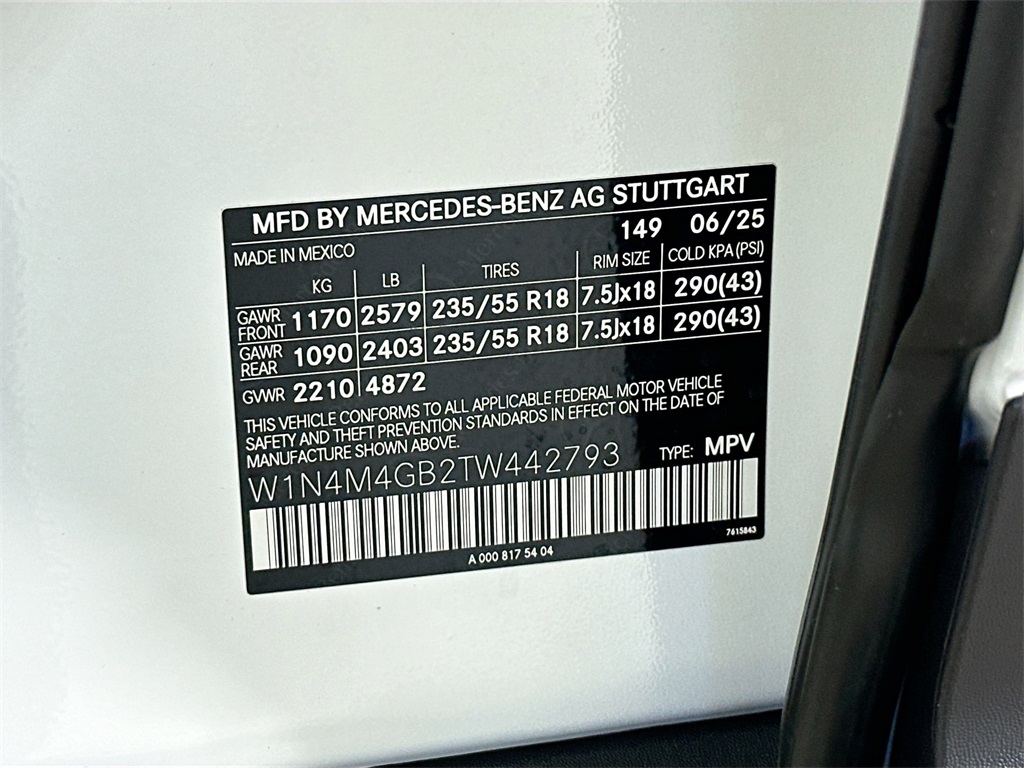 MFD BY MERCEDES-BENZ AG STUTTGART
149 06/25
MADE IN MEXICO
KG LB TIRES RIM SIZE COLD KPA (PSI)
GAWR FRONT 1170 2579 235/55 R18 7.5Jx18 290(43)
GAWR REAR 1090 2403 235/55 R18 7.5Jx18 290(43)
GVWR 2210 4872
THIS VEHICLE CONFORMS TO ALL APPLICABLE FEDERAL MOTOR VEHICLE
SAFETY AND THEFT PREVENTION STANDARDS IN EFFECT ON THE DATE OF
MANUFACTURE SHOWN ABOVE.
W1N4M4GB2TW442793 TYPE: MPV
7615843
A 000 817 54 04